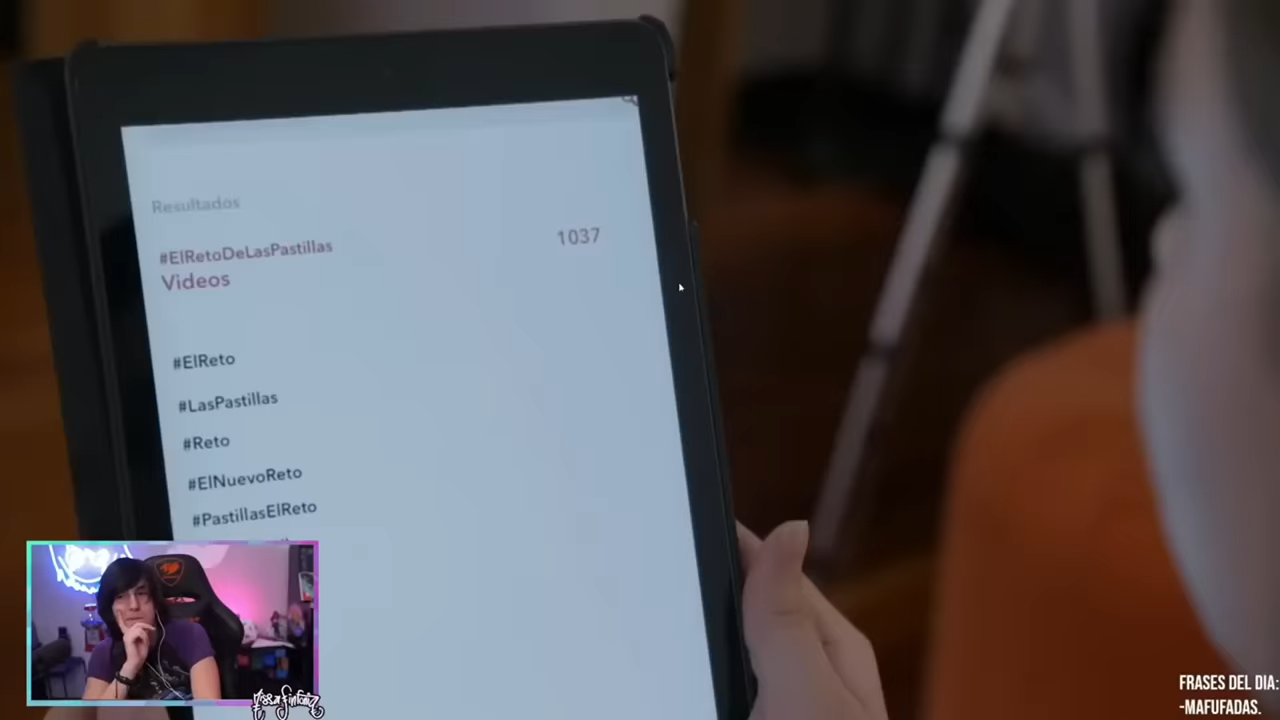 Resultados
#ElRetoDeLasPastillas
1037
Videos
#ElReto
#LasPastillas
#Reto
#ElNuevoReto
#PastillasElReto
FRASES DEL DIA:
-MAFUFADAS.